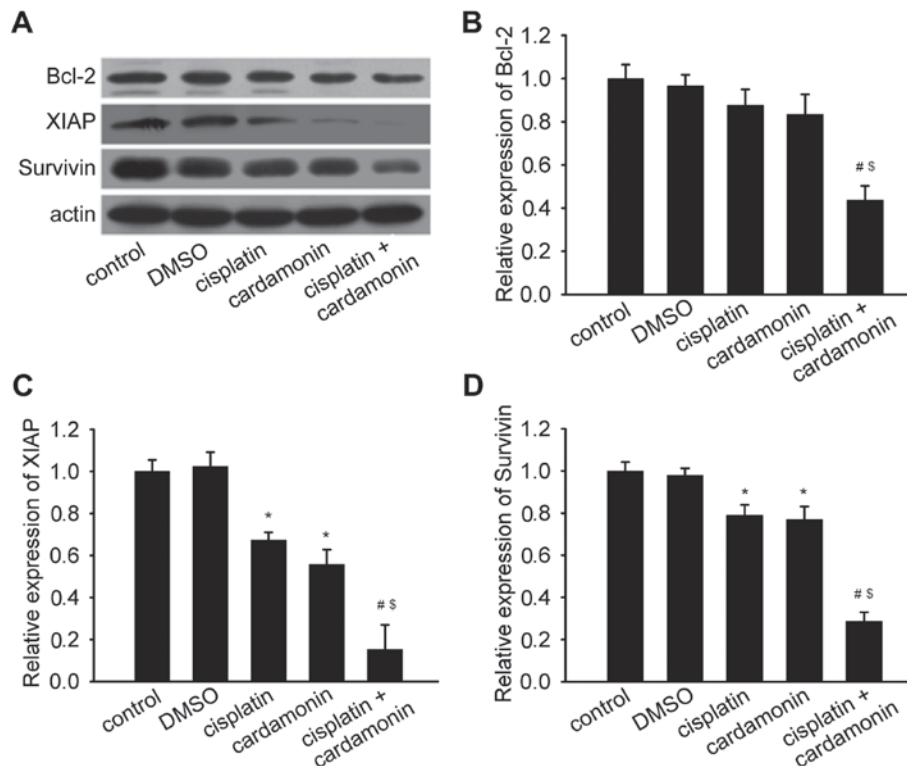 A
Bcl-2
XIAP
Survivin
actin
control
DMSO
cisplatin
cardamonin
cisplatin +
cardamonin
B
Relative expression of Bcl-2
1.2
1.0
0.8
0.6
0.4
0.2
0.0
# $
control
DMSO
cisplatin
cardamonin
cisplatin +
cardamonin
C
Relative expression of XIAP
1.2
1.0
0.8
0.6
0.4
0.2
0.0
*
*
# $
control
DMSO
cisplatin
cardamonin
cisplatin +
cardamonin
D
Relative expression of Survivin
1.2
1.0
0.8
0.6
0.4
0.2
0.0
*
*
# $
control
DMSO
cisplatin
cardamonin
cisplatin +
cardamonin